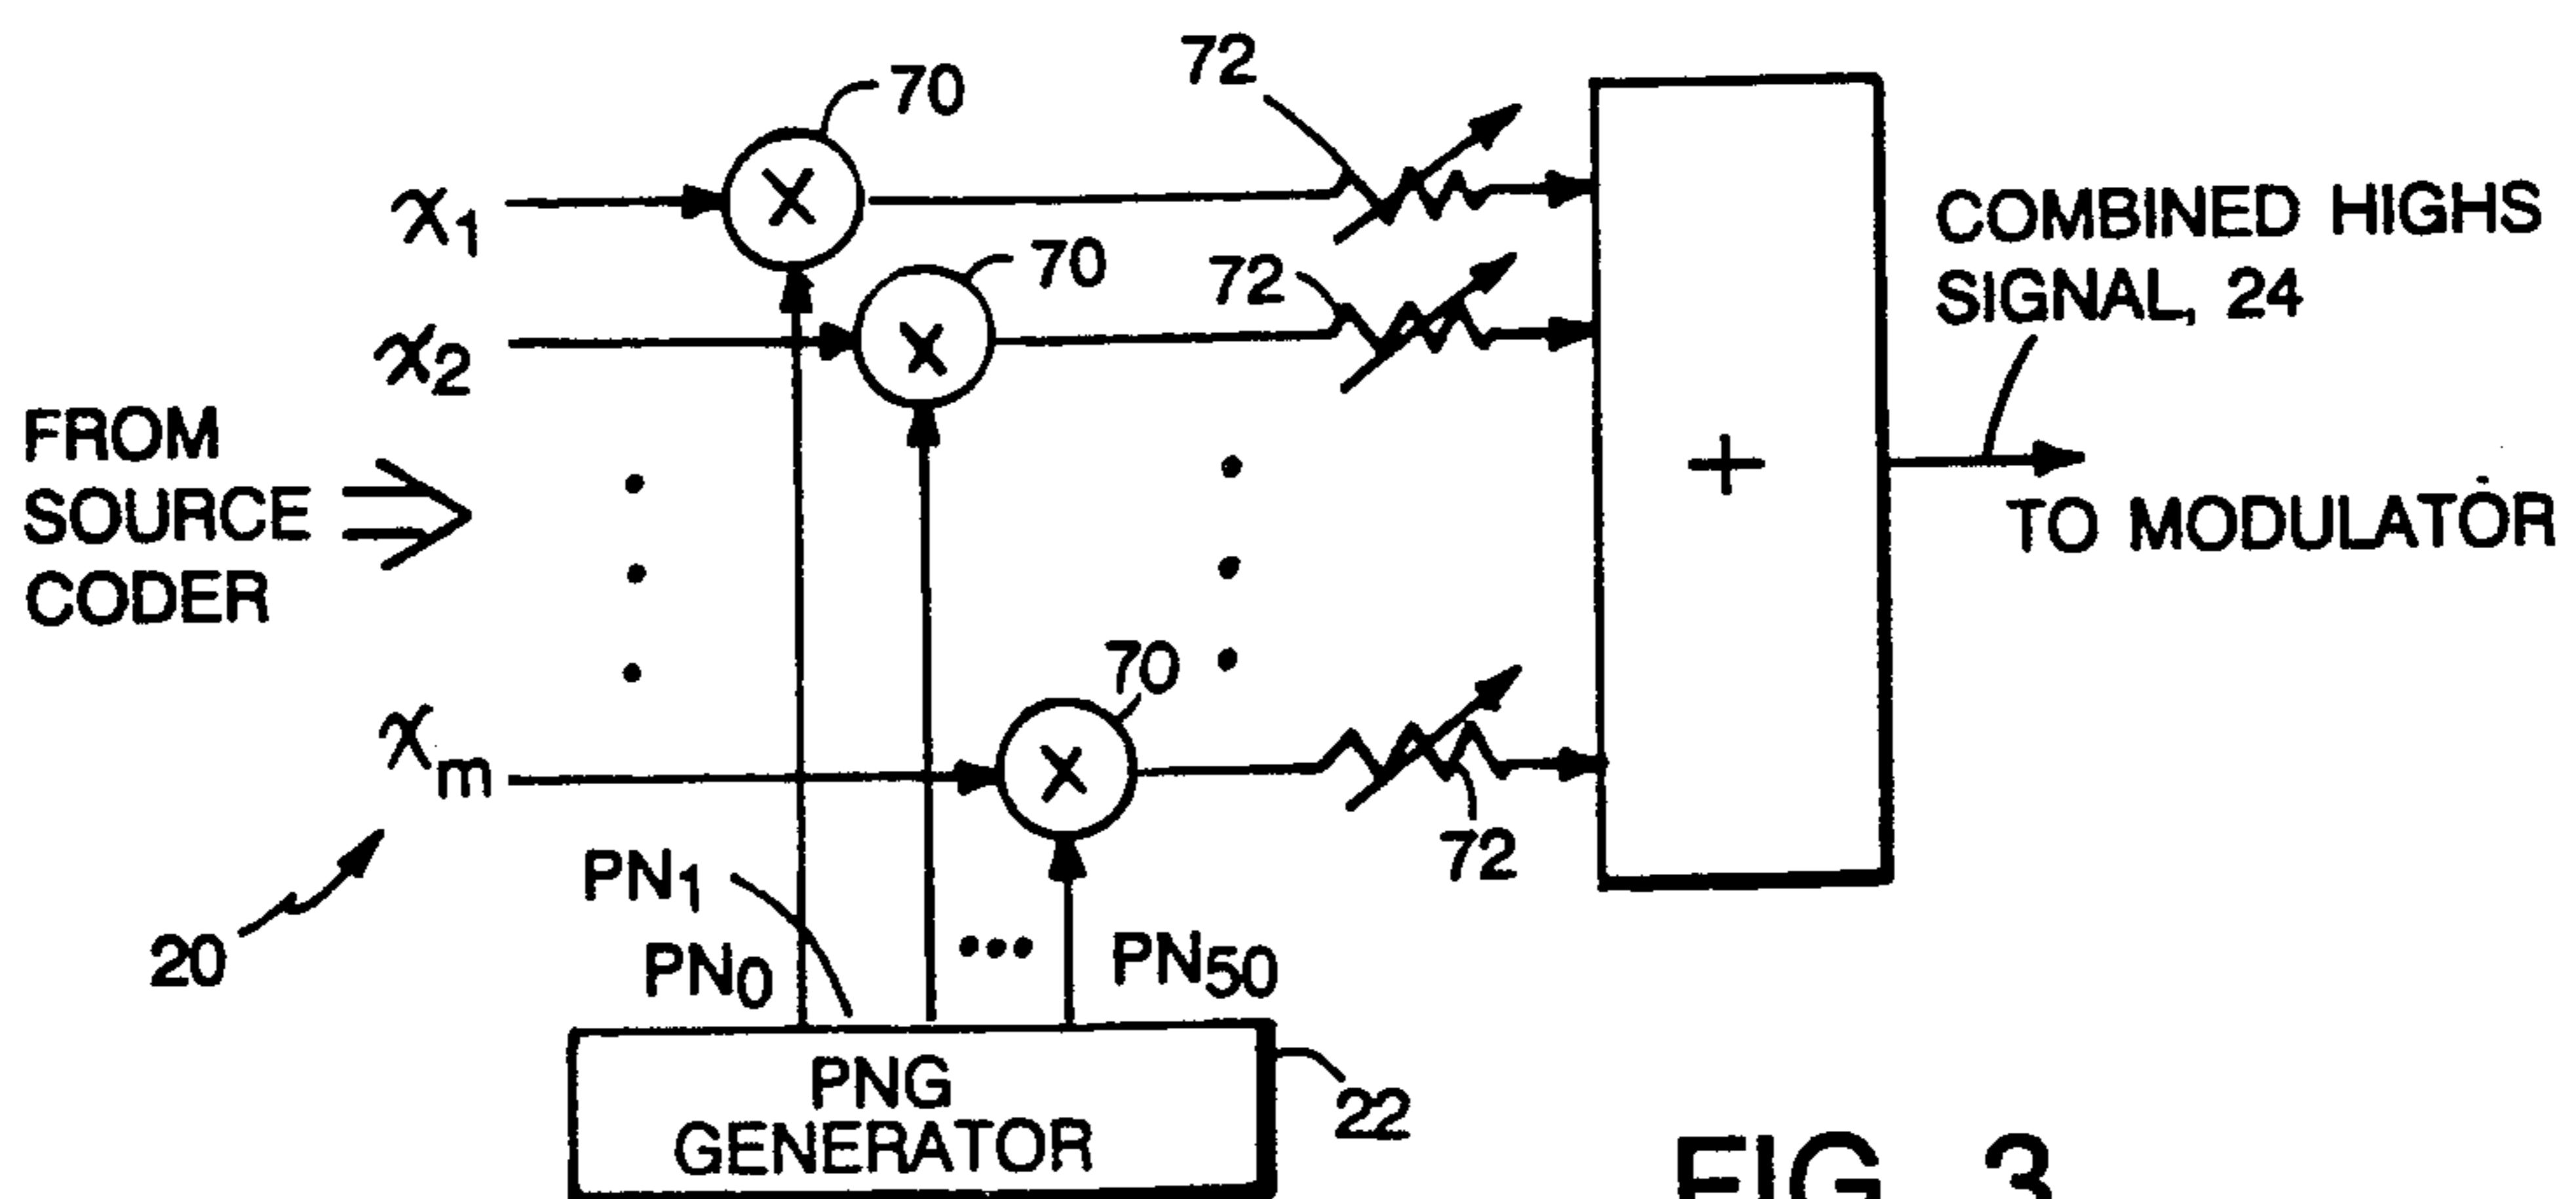 70
72
COMBINED HIGHS
SIGNAL, 24
x1
X
70
72
x2
X
FROM
SOURCE
CODER
+
TO MODULATOR
70
xm
X
72
PN1
20
PN0
...
PN50
PNG
GENERATOR
22
FIG. 3